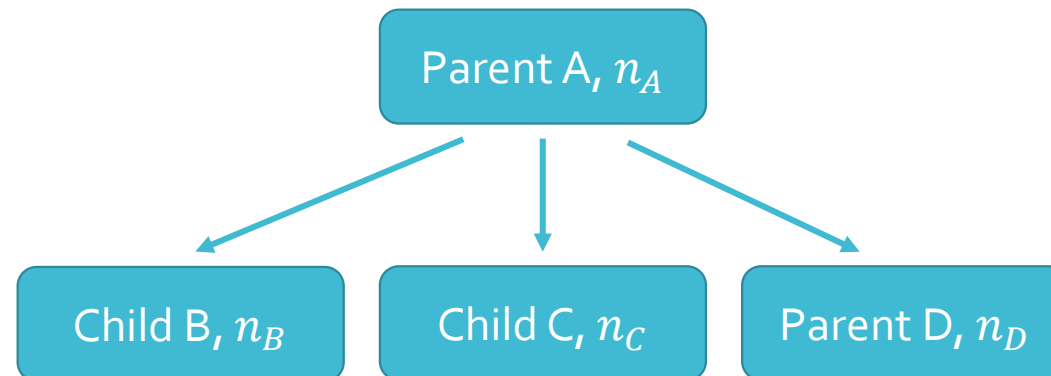 Parent A, n_A
Child B, n_B
Child C, n_C
Parent D, n_D